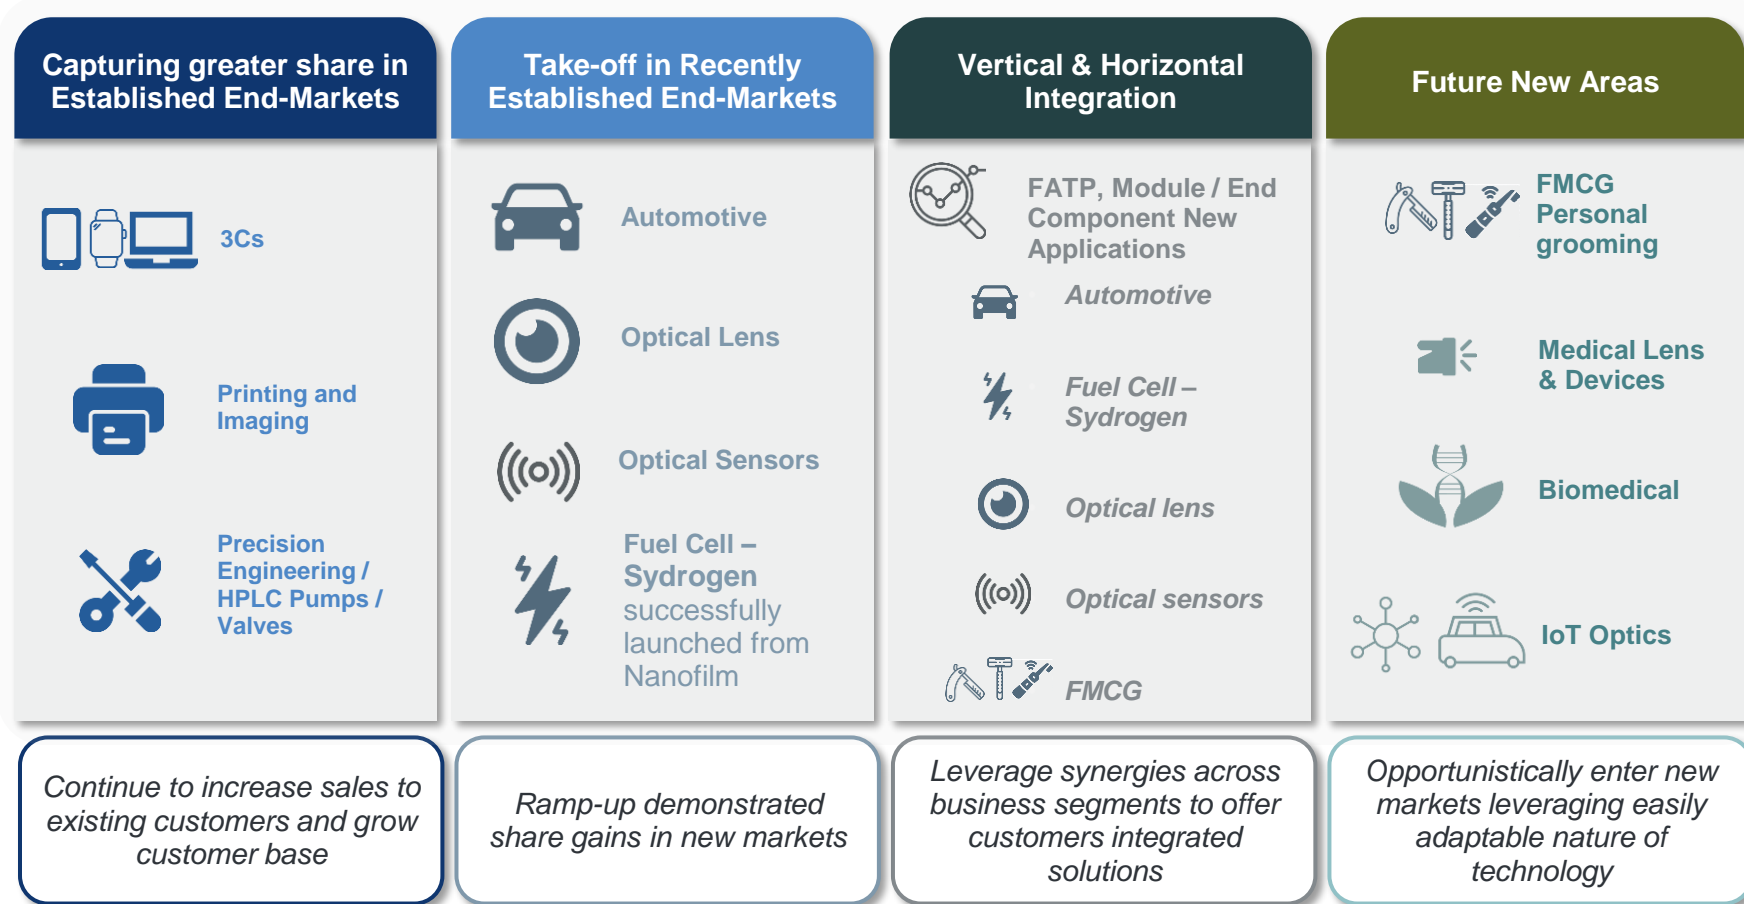 Capturing greater share in
Established End-Markets
3Cs
Printing and
Imaging
Precision
Engineering /
HPLC Pumps /
Valves
Continue to increase sales to
existing customers and grow
customer base
Take-off in Recently
Established End-Markets
Automotive
Optical Lens
Optical Sensors
Fuel Cell –
Sydrogen
successfully
launched from
Nanofilm
Ramp-up demonstrated
share gains in new markets
Vertical & Horizontal
Integration
FATP, Module / End
Component New
Applications
Automotive
Fuel Cell –
Sydrogen
Optical lens
Optical sensors
FMCG
Leverage synergies across
business segments to offer
customers integrated
solutions
Future New Areas
FMCG
Personal
grooming
Medical Lens
& Devices
Biomedical
IoT Optics
Opportunistically enter new
markets leveraging easily
adaptable nature of
technology